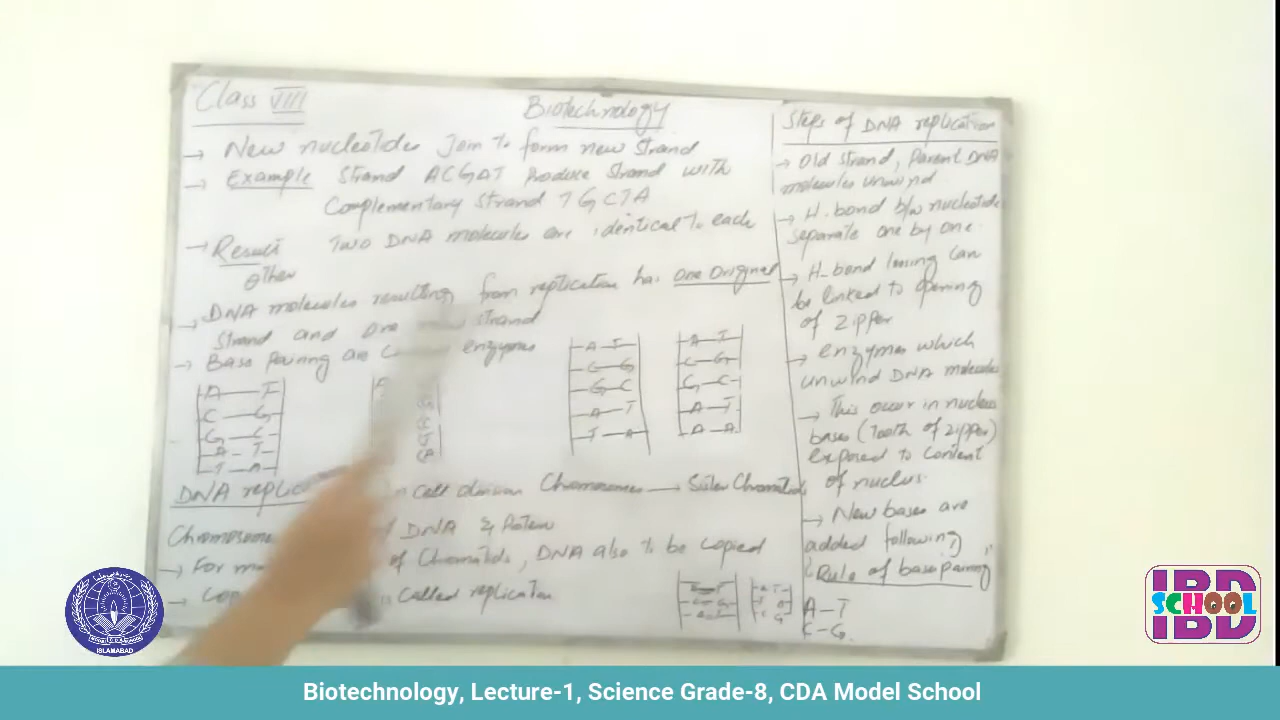 Class VIII
Biotechnology
→ New nucleotides Join to form new Strand
→ Example Strand ACGAT Produce Strand with
Complementary Strand TGCTA
→ Result Two DNA molecules are identical to each
other
→ DNA molecules resulting from replication has one original
Strand and one new strand
→ Base Pairing are enzymes
A — T
C — G
G — C
A - T
T - A
A - T
C - G
G - C
A - T
T - A
A - T
C - G
G - C
A - T
A - A
DNA cell division Chromosomes — Sister
Chromosome DNA & Protein
→ For of Chromatids, DNA also to be copied
→ Called replication
Steps of DNA replication
→ Old Strand, Parent DNA
molecules unwind
→ H-bond b/w nucleotide
separate one by one
→ H-bond loosing can
be linked to opening
of Zipper
→ enzymes which
unwind DNA molecules
→ This occur in nucleus
bases (Tooth of Zipper)
exposed to content
of nucleus
→ New bases are
added following
"Rule of base pairing"
A - T
C - G
ISLAMABAD
IBD
SCHOOL
IBD
Biotechnology, Lecture-1, Science Grade-8, CDA Model School